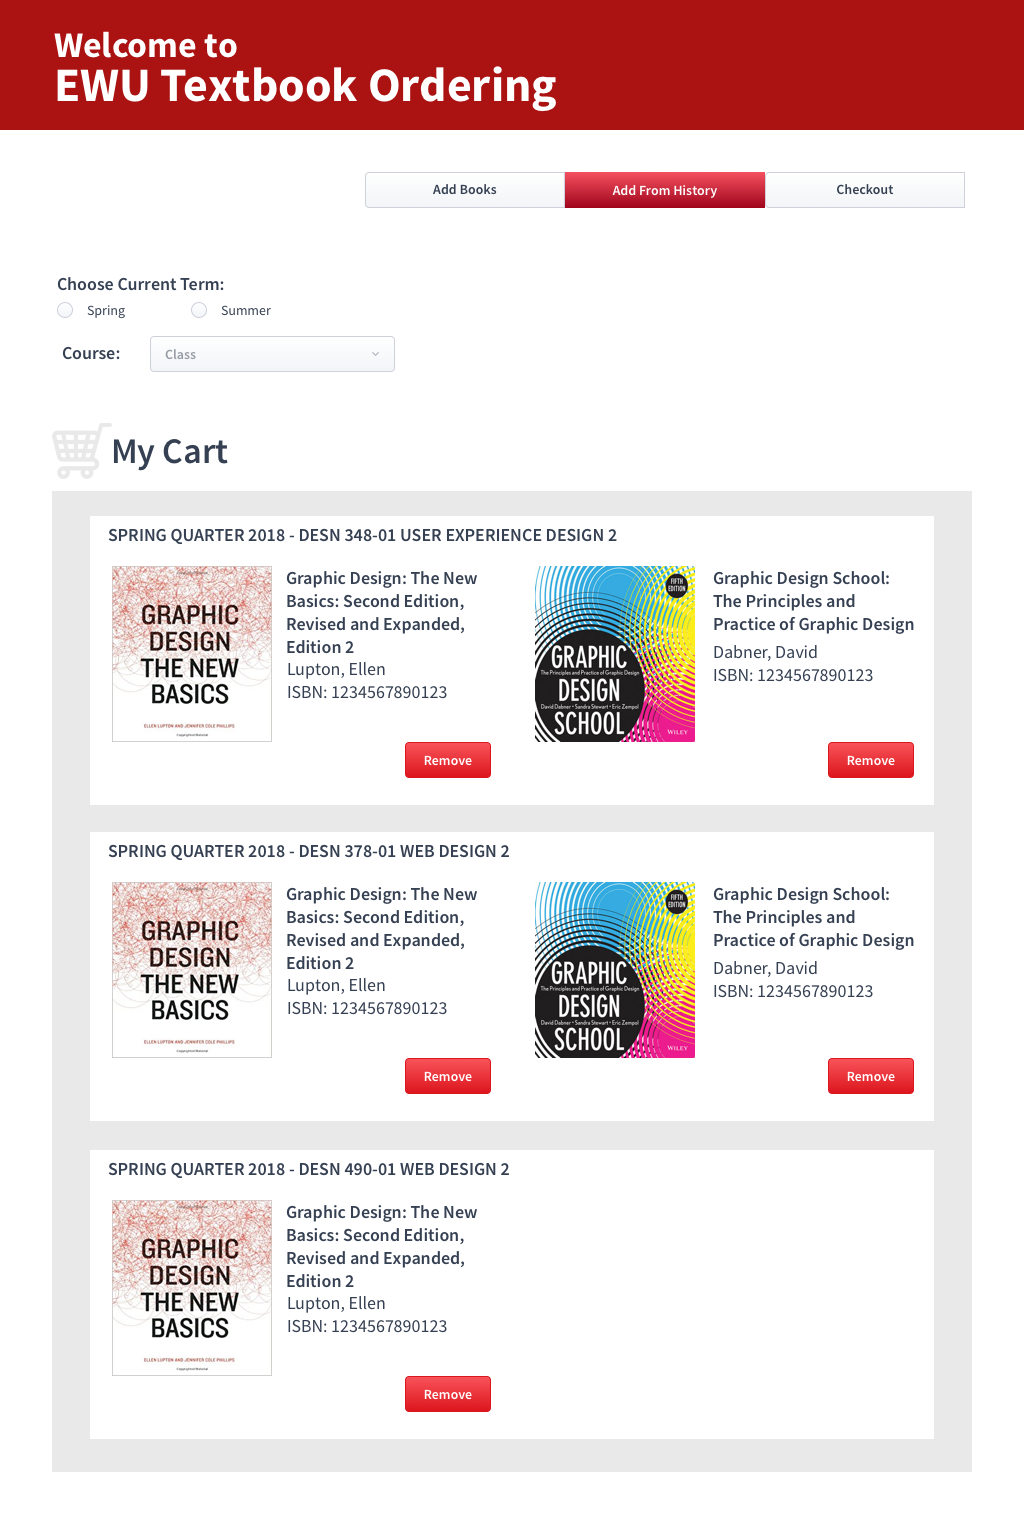 Welcome to
EWU Textbook Ordering
Add Books
Add From History
Checkout
Choose Current Term:
Spring
Summer
Course:
Class
My Cart
SPRING QUARTER 2018 - DESN 348-01 USER EXPERIENCE DESIGN 2
GRAPHIC
DESIGN
THE NEW
BASICS
ELLEN LUPTON AND JENNIFER COLE PHILLIPS
Copyrighted Material
Graphic Design: The New
Basics: Second Edition,
Revised and Expanded,
Edition 2
Lupton, Ellen
ISBN: 1234567890123
Remove
FIFTH
EDITION
GRAPHIC
The Principles and Practice of Graphic Design
DESIGN
David Dabner • Sandra Stewart • Eric Zempol
SCHOOL
WILEY
Graphic Design School:
The Principles and
Practice of Graphic Design
Dabner, David
ISBN: 1234567890123
Remove
SPRING QUARTER 2018 - DESN 378-01 WEB DESIGN 2
GRAPHIC
DESIGN
THE NEW
BASICS
ELLEN LUPTON AND JENNIFER COLE PHILLIPS
Copyrighted Material
Graphic Design: The New
Basics: Second Edition,
Revised and Expanded,
Edition 2
Lupton, Ellen
ISBN: 1234567890123
Remove
FIFTH
EDITION
GRAPHIC
The Principles and Practice of Graphic Design
DESIGN
David Dabner • Sandra Stewart • Eric Zempol
SCHOOL
WILEY
Graphic Design School:
The Principles and
Practice of Graphic Design
Dabner, David
ISBN: 1234567890123
Remove
SPRING QUARTER 2018 - DESN 490-01 WEB DESIGN 2
GRAPHIC
DESIGN
THE NEW
BASICS
ELLEN LUPTON AND JENNIFER COLE PHILLIPS
Copyrighted Material
Graphic Design: The New
Basics: Second Edition,
Revised and Expanded,
Edition 2
Lupton, Ellen
ISBN: 1234567890123
Remove